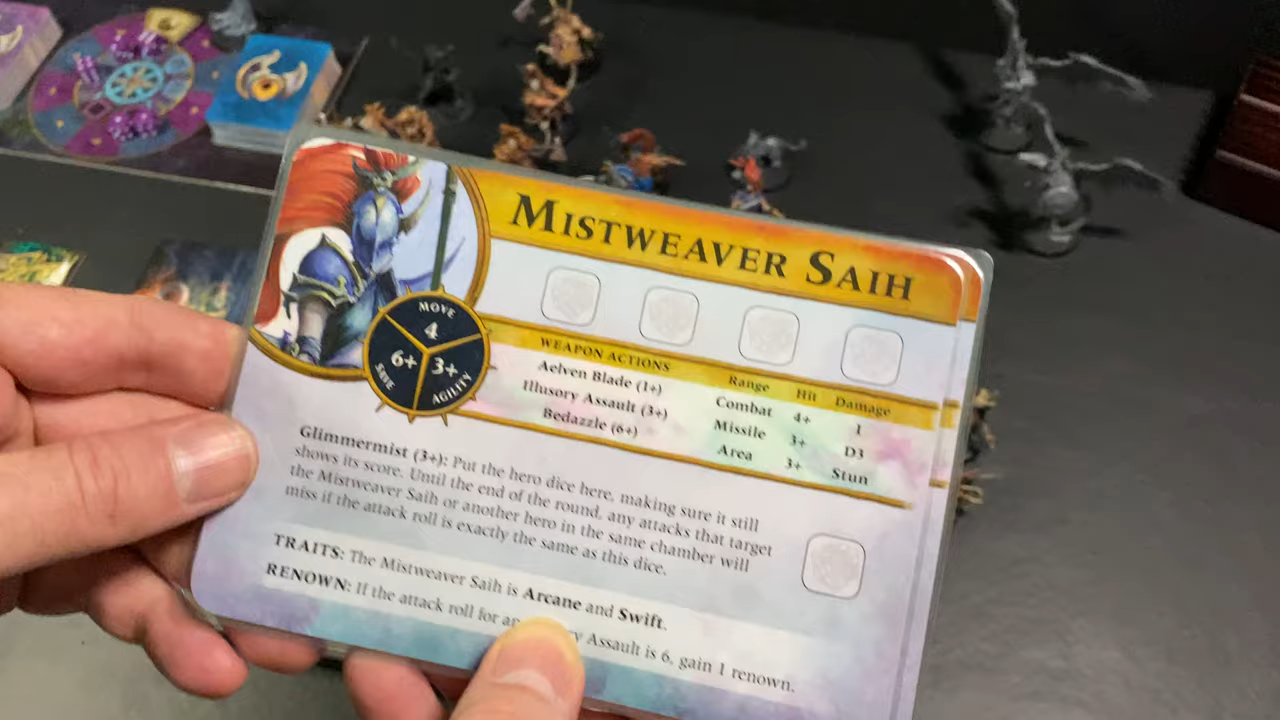 MISTWEAVER SAIH
MOVE
4
6+ 3+
SAVE AGILITY
WEAPON ACTIONS Range Hit Damage
Aelven Blade (1+) Combat 4+ 1
Illusory Assault (3+) Missile 3+ D3
Bedazzle (6+) Area 3+ Stun
Glimmermist (3+): Put the hero dice here, making sure it still
shows its score. Until the end of the round, any attacks that target
the Mistweaver Saih or another hero in the same chamber will
miss if the attack roll is exactly the same as this dice.
TRAITS: The Mistweaver Saih is Arcane and Swift.
RENOWN: If the attack roll for Assault is 6, gain 1 renown.